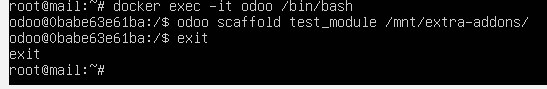 root@mail:~# docker exec -it odoo /bin/bash
odoo@0babe63e61ba:/$ odoo scaffold test_module /mnt/extra-addons/
odoo@0babe63e61ba:/$ exit
exit
root@mail:~#